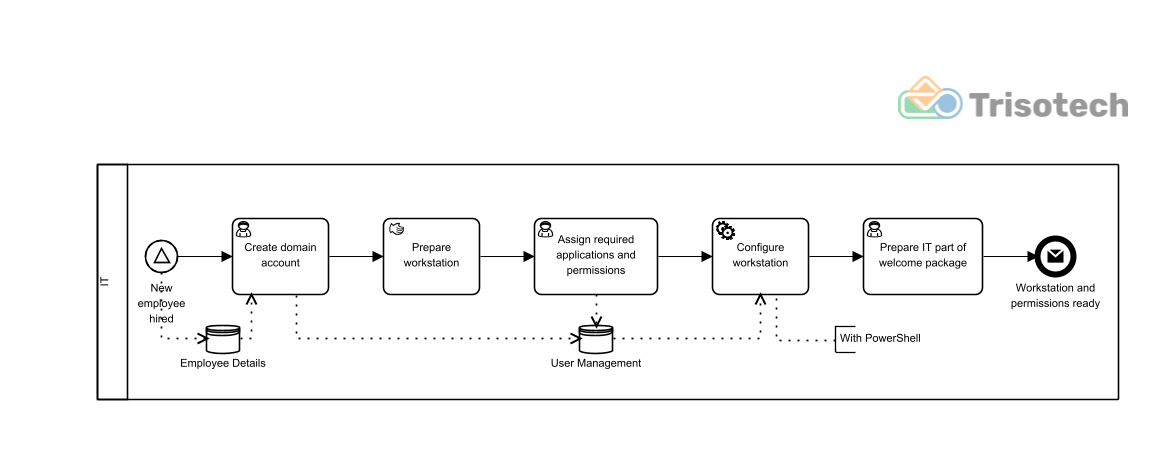 Trisotech
IT
New
employee
hired
Create domain
account
Prepare
workstation
Assign required
applications and
permissions
Configure
workstation
Prepare IT part of
welcome package
Workstation and
permissions ready
Employee Details
User Management
With PowerShell